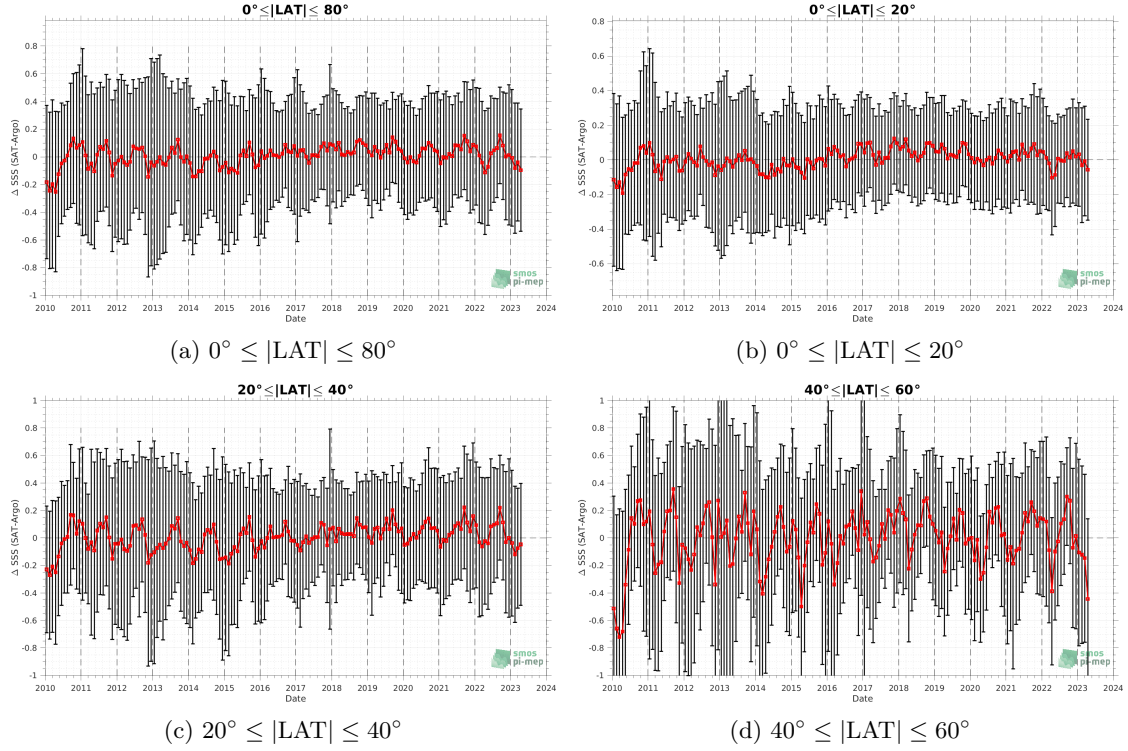 0°≤|LAT|≤ 80°
0.8
0.6
0.4
0.2
0
-0.2
-0.4
-0.6
-0.8
-1
Δ SSS (SAT-Argo)
2010 2011 2012 2013 2014 2015 2016 2017 2018 2019 2020 2021 2022 2023 2024
Date
smos
pi-mep
(a) 0° ≤ |LAT| ≤ 80°
0°≤|LAT|≤ 20°
0.8
0.6
0.4
0.2
0
-0.2
-0.4
-0.6
Δ SSS (SAT-Argo)
2010 2011 2012 2013 2014 2015 2016 2017 2018 2019 2020 2021 2022 2023 2024
Date
smos
pi-mep
(b) 0° ≤ |LAT| ≤ 20°
20°≤|LAT|≤ 40°
1
0.8
0.6
0.4
0.2
0
-0.2
-0.4
-0.6
-0.8
-1
Δ SSS (SAT-Argo)
2010 2011 2012 2013 2014 2015 2016 2017 2018 2019 2020 2021 2022 2023 2024
Date
smos
pi-mep
(c) 20° ≤ |LAT| ≤ 40°
40°≤|LAT|≤ 60°
1
0.8
0.6
0.4
0.2
0
-0.2
-0.4
-0.6
-0.8
-1
Δ SSS (SAT-Argo)
2010 2011 2012 2013 2014 2015 2016 2017 2018 2019 2020 2021 2022 2023 2024
Date
smos
pi-mep
(d) 40° ≤ |LAT| ≤ 60°